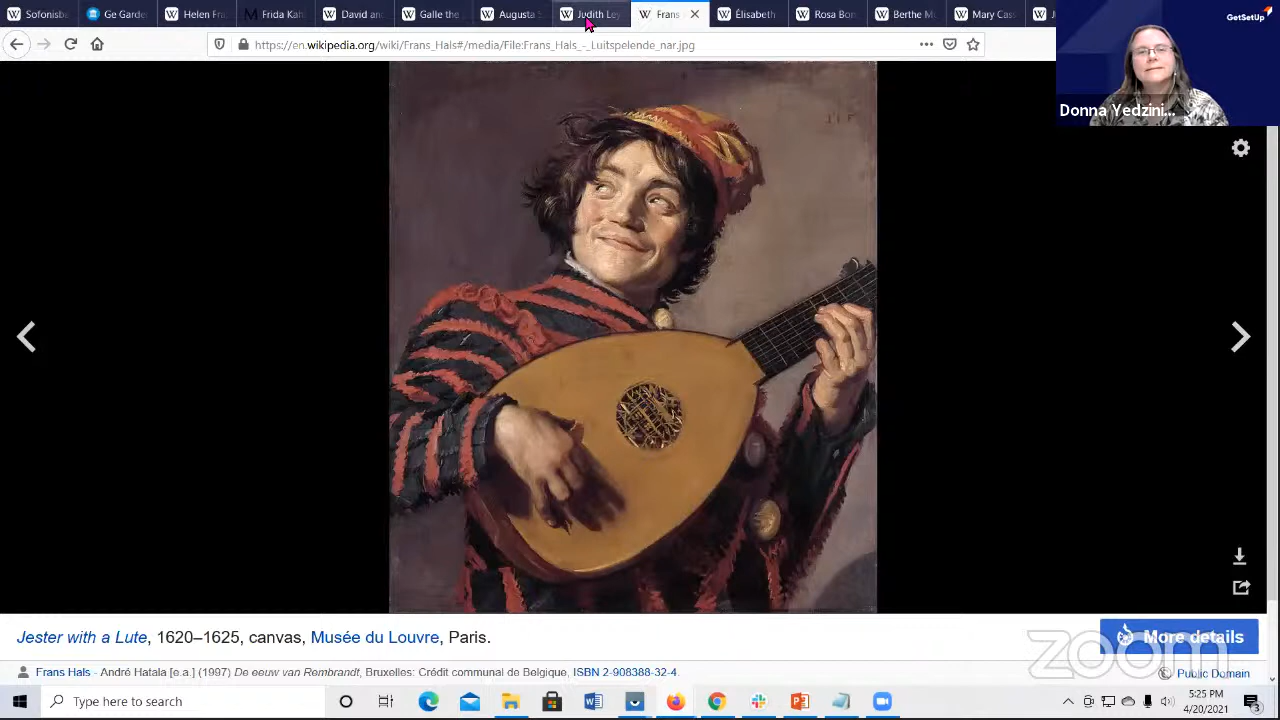 Sofonisb
Ge Garder
Helen Fra
Frida Kah
David and
Galle the
Augusta S
Judith Ley
Frans
Élisabeth
Rosa Bon
Berthe M
Mary Cass
GetSetUp
https://en.wikipedia.org/wiki/Frans_Hals#/media/File:Frans_Hals_-_Luitspelende_nar.jpg
Donna Yedzini...
Jester with a Lute, 1620–1625, canvas, Musée du Louvre, Paris.
More details
zoom
Frans Hals - André Hatala [e.a.] (1997) De eeuw van Rembrandt, Bruxelles: Crédit communal de Belgique, ISBN 2-908388-32-4.
Public Domain
Type here to search
5:25 PM
4/20/2021
3